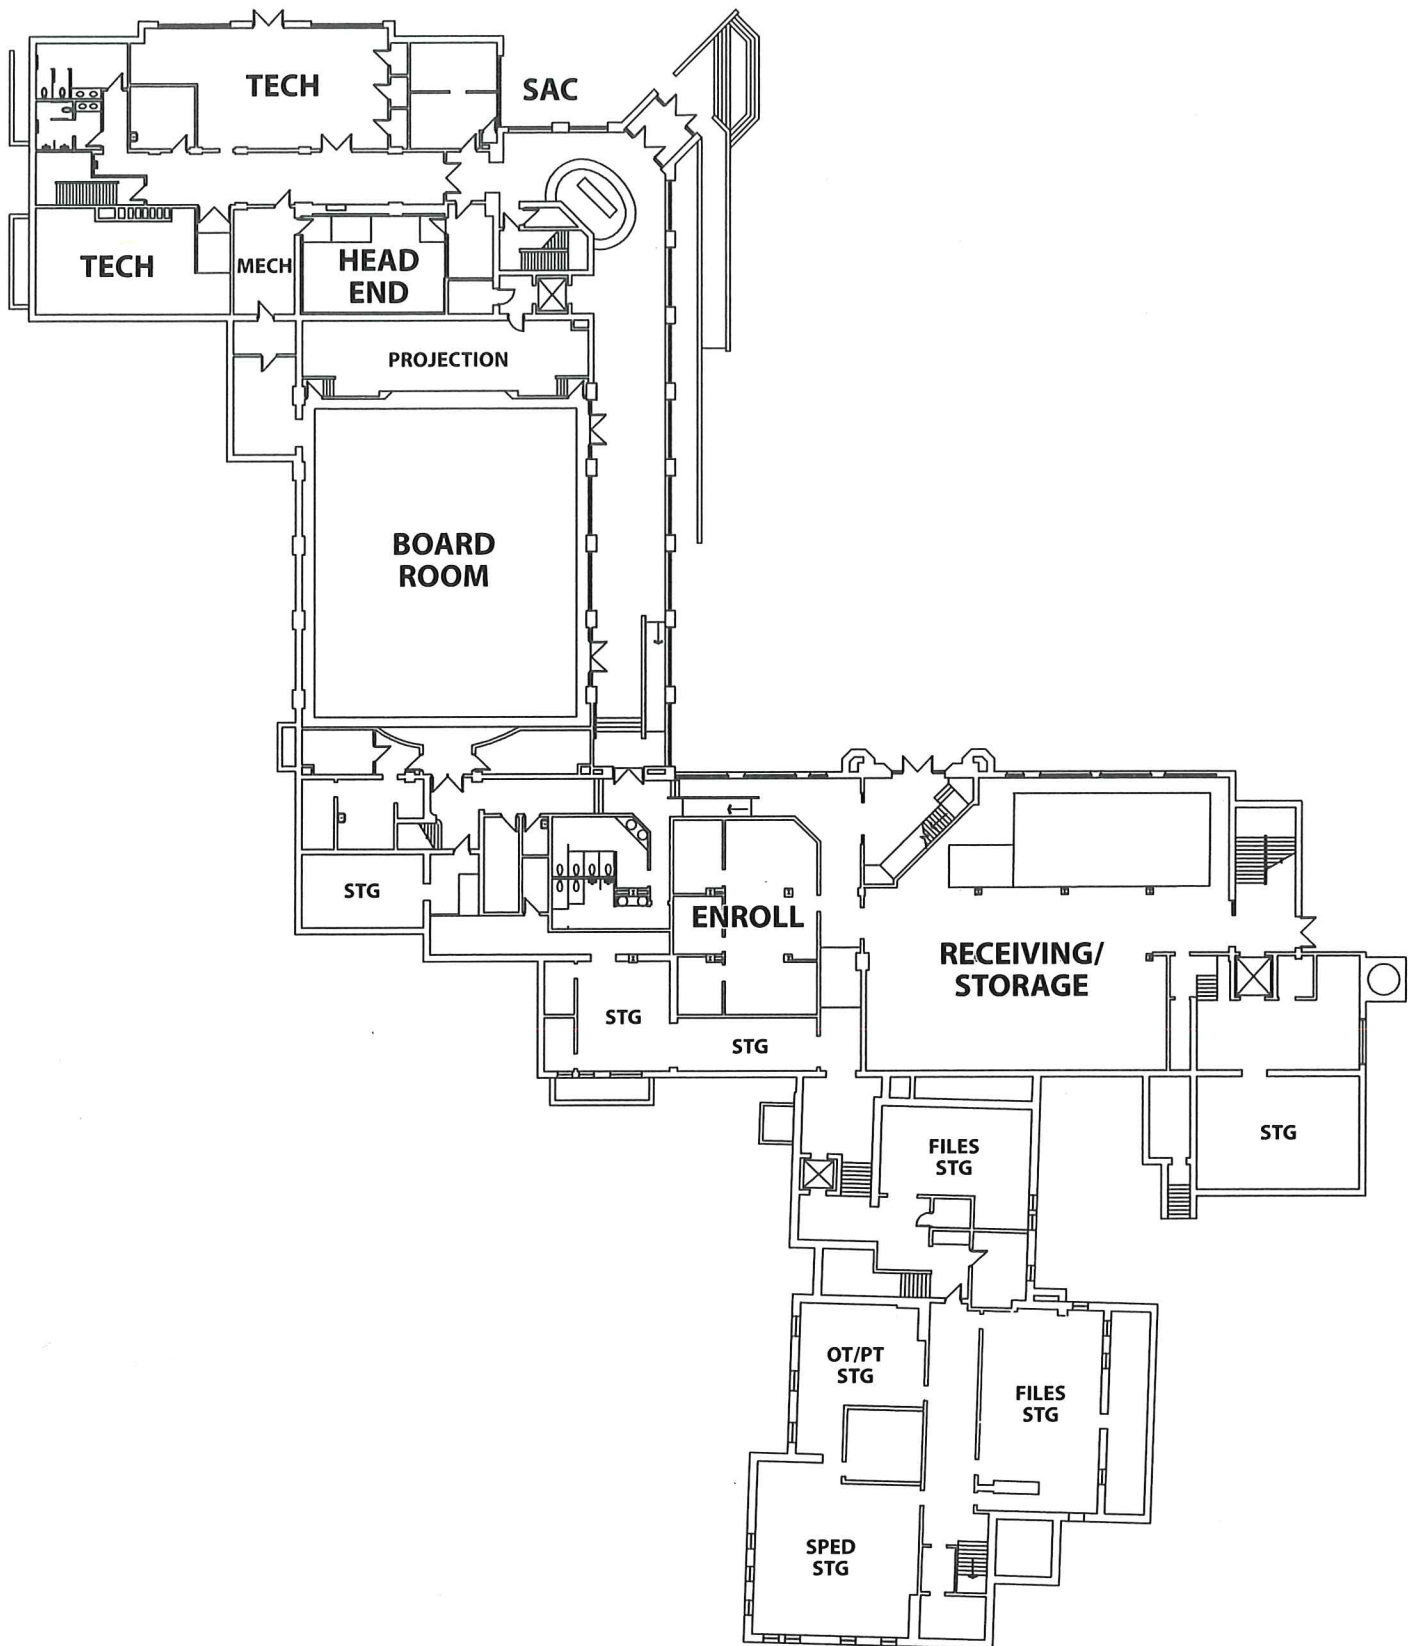 TECH
SAC
TECH
MECH
HEAD
END
PROJECTION
BOARD
ROOM
STG
ENROLL
RECEIVING/
STORAGE
STG
STG
STG
FILES
STG
OT/PT
STG
FILES
STG
SPED
STG